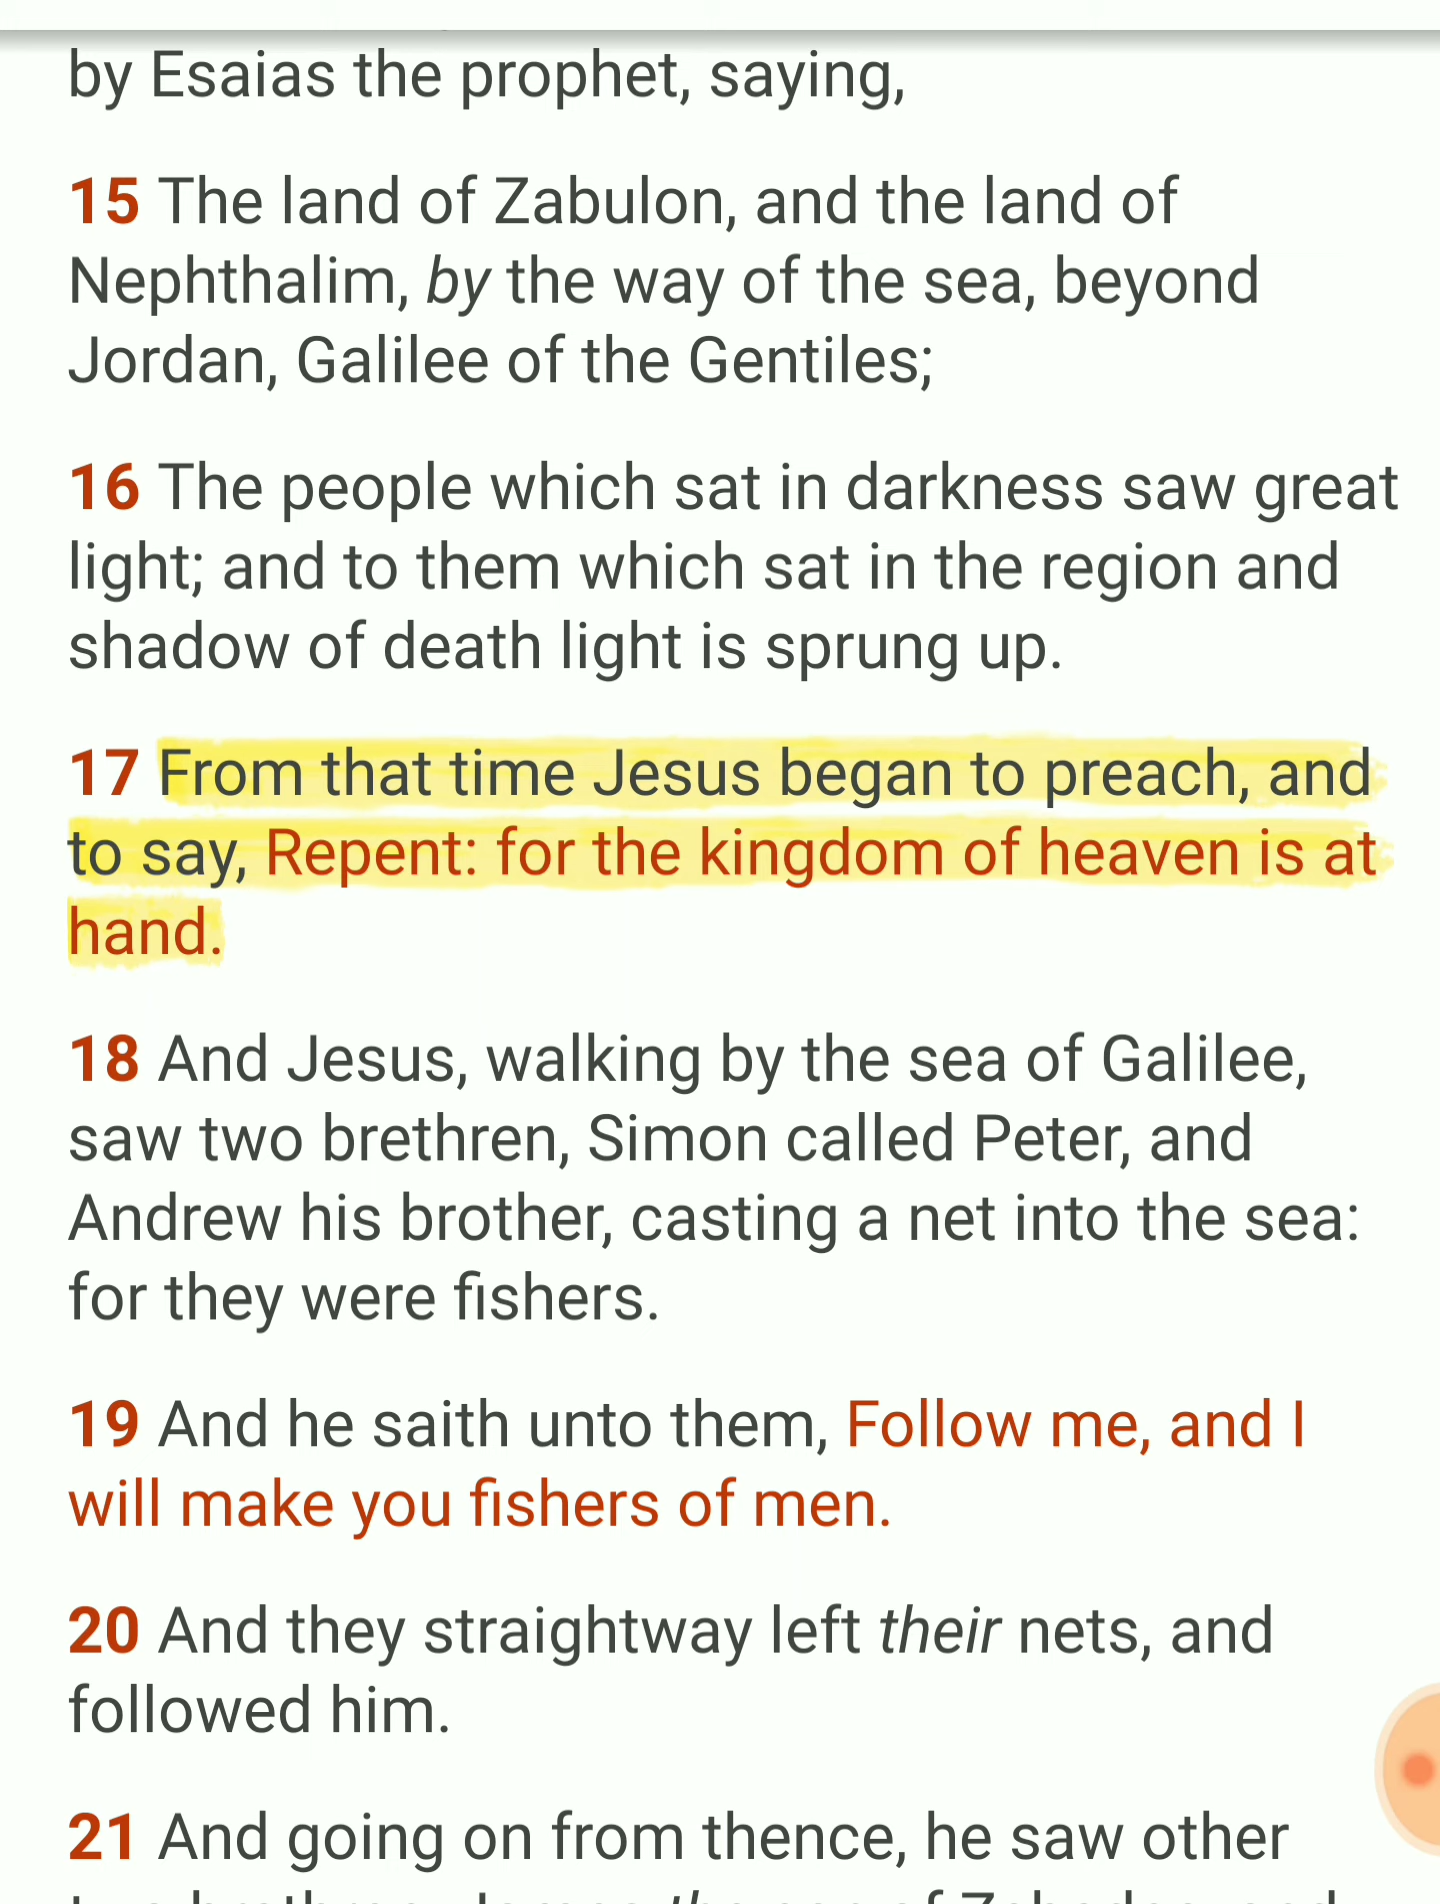 by Esaias the prophet, saying,
15 The land of Zabulon, and the land of
Nephthalim, by the way of the sea, beyond
Jordan, Galilee of the Gentiles;
16 The people which sat in darkness saw great
light; and to them which sat in the region and
shadow of death light is sprung up.
17 From that time Jesus began to preach, and
to say, Repent: for the kingdom of heaven is at
hand.
18 And Jesus, walking by the sea of Galilee,
saw two brethren, Simon called Peter, and
Andrew his brother, casting a net into the sea:
for they were fishers.
19 And he saith unto them, Follow me, and I
will make you fishers of men.
20 And they straightway left their nets, and
followed him.
21 And going on from thence, he saw other